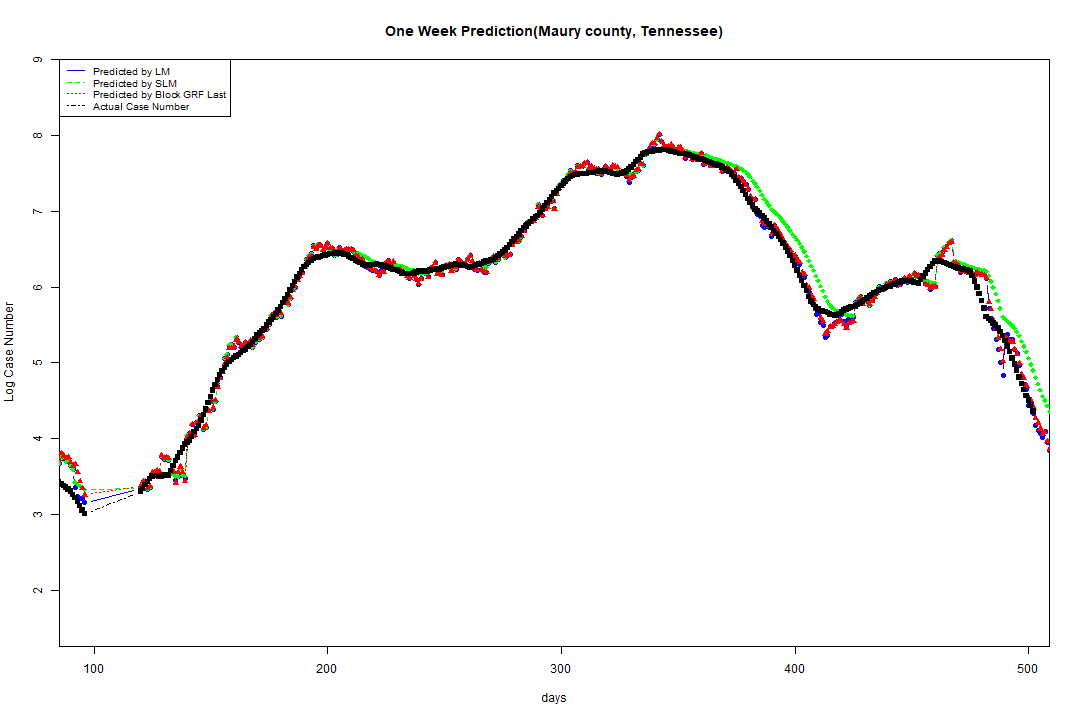 One Week Prediction(Maury county, Tennessee)
Predicted by LM
Predicted by SLM
Predicted by Block GRF Last
Actual Case Number
9
8
7
6
5
4
3
2
Log Case Number
100 200 300 400 500
days